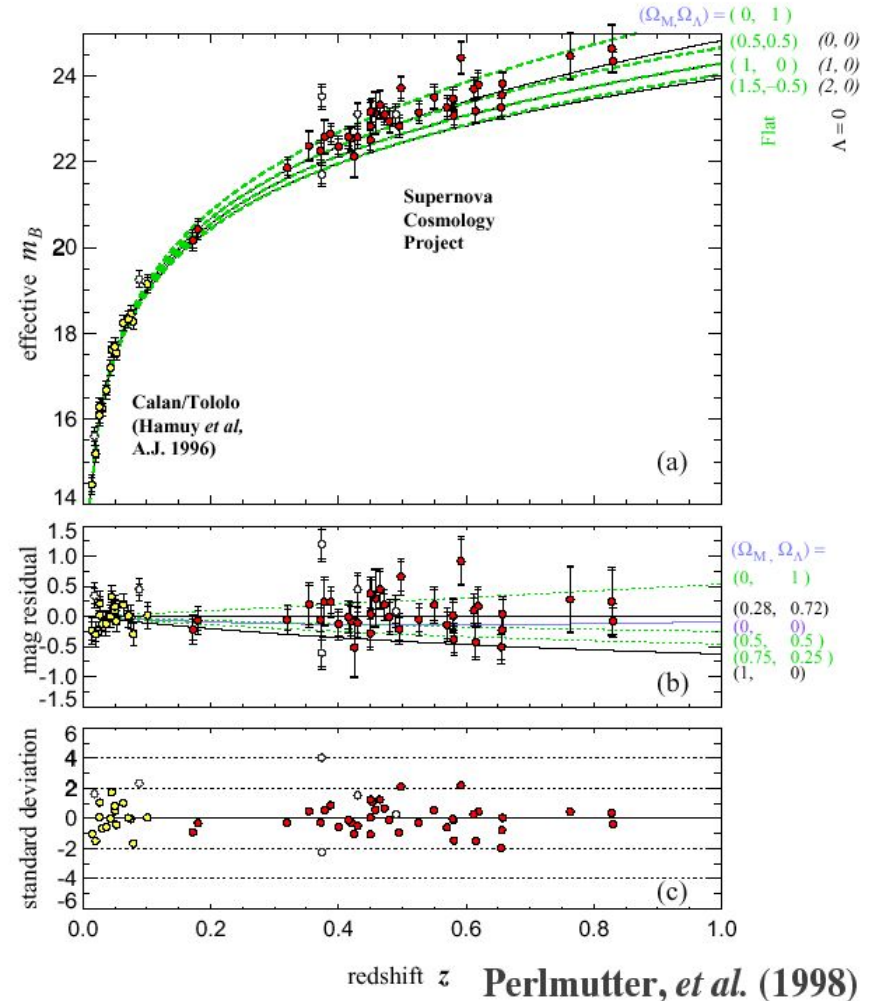 (Ω_M,Ω_Λ) = ( 0, 1 )
(0.5,0.5) (0, 0)
( 1, 0 ) (1, 0)
(1.5,−0.5) (2, 0)
Flat
Λ = 0
24
22
20
18
16
14
effective m_B
Supernova
Cosmology
Project
Calan/Tololo
(Hamuy et al,
A.J. 1996)
(a)
1.5
1.0
0.5
0.0
-0.5
-1.0
-1.5
mag residual
(Ω_M , Ω_Λ) =
(0, 1)
(0.28, 0.72)
(0, 0)
(0.5, 0.5 )
(0.75, 0.25 )
(1, 0)
(b)
6
4
2
0
-2
-4
-6
standard deviation
(c)
0.0 0.2 0.4 0.6 0.8 1.0
redshift z
Perlmutter, et al. (1998)